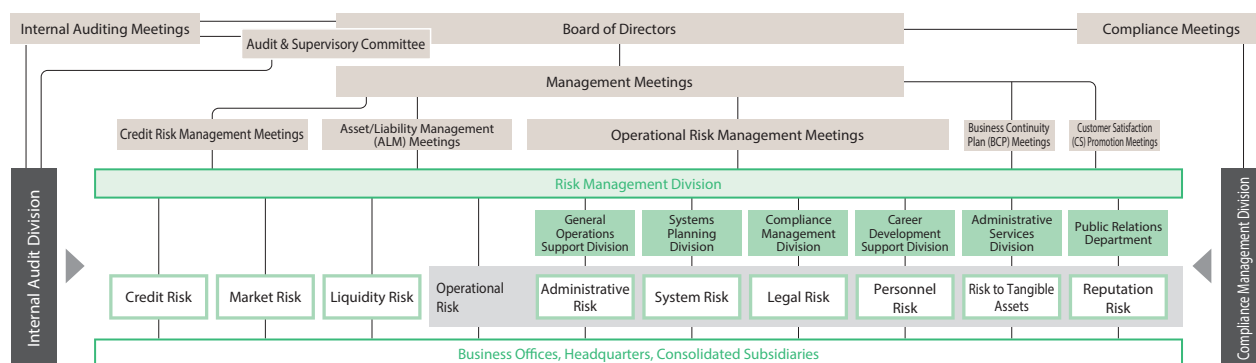 Internal Auditing Meetings
Board of Directors
Compliance Meetings
Audit & Supervisory Committee
Management Meetings
Credit Risk Management Meetings
Asset/Liability Management
(ALM) Meetings
Operational Risk Management Meetings
Business Continuity
Plan (BCP) Meetings
Customer Satisfaction
(CS) Promotion Meetings
Internal Audit Division
Risk Management Division
Compliance Management Division
General
Operations
Support Division
Systems
Planning
Division
Compliance
Management
Division
Career
Development
Support Division
Administrative
Services
Division
Public Relations
Department
Credit Risk
Market Risk
Liquidity Risk
Operational
Risk
Administrative
Risk
System Risk
Legal Risk
Personnel
Risk
Risk to Tangible
Assets
Reputation
Risk
Business Offices, Headquarters, Consolidated Subsidiaries